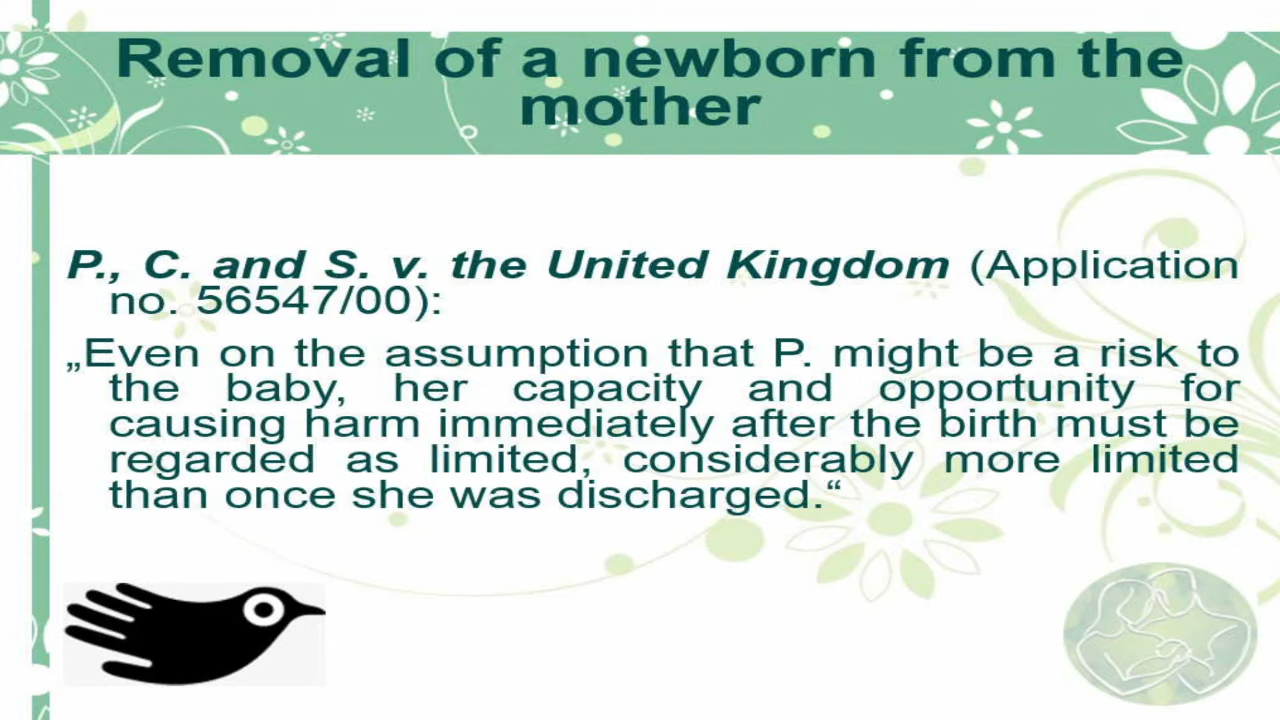 Removal of a newborn from the
mother
P., C. and S. v. the United Kingdom (Application
no. 56547/00):
„Even on the assumption that P. might be a risk to
the baby, her capacity and opportunity for
causing harm immediately after the birth must be
regarded as limited, considerably more limited
than once she was discharged.“